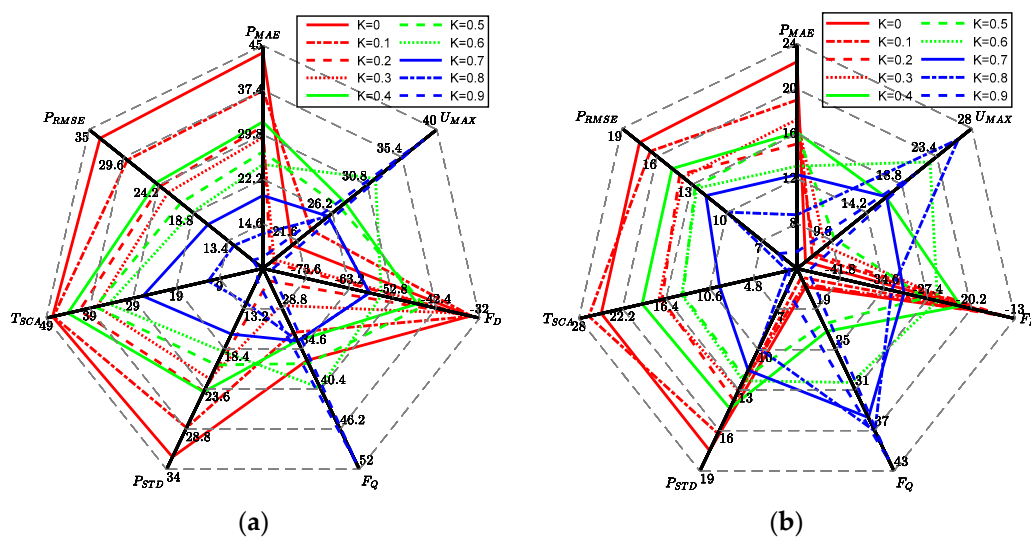 K=0
K=0.1
K=0.2
K=0.3
K=0.4
K=0.5
K=0.6
K=0.7
K=0.8
K=0.9
P_MAE
45
37.4
29.8
22.2
14.6
P_RMSE
35
29.6
24.2
18.8
13.4
T_SCA
49
39
29
19
9
P_STD
34
28.8
23.6
18.4
13.2
F_Q
52
46.2
40.4
34.6
28.8
F_D
32
42.4
52.8
63.2
73.6
U_MAX
40
35.4
30.8
26.2
21.6
(a)
K=0
K=0.1
K=0.2
K=0.3
K=0.4
K=0.5
K=0.6
K=0.7
K=0.8
K=0.9
P_MAE
24
20
16
12
8
P_RMSE
19
16
13
10
7
T_SCA
28
22.2
16.4
10.6
4.8
P_STD
19
16
13
10
7
F_Q
43
37
31
25
19
13
20.2
27.4
34.6
41.8
U_MAX
28
23.4
18.8
14.2
9.6
(b)